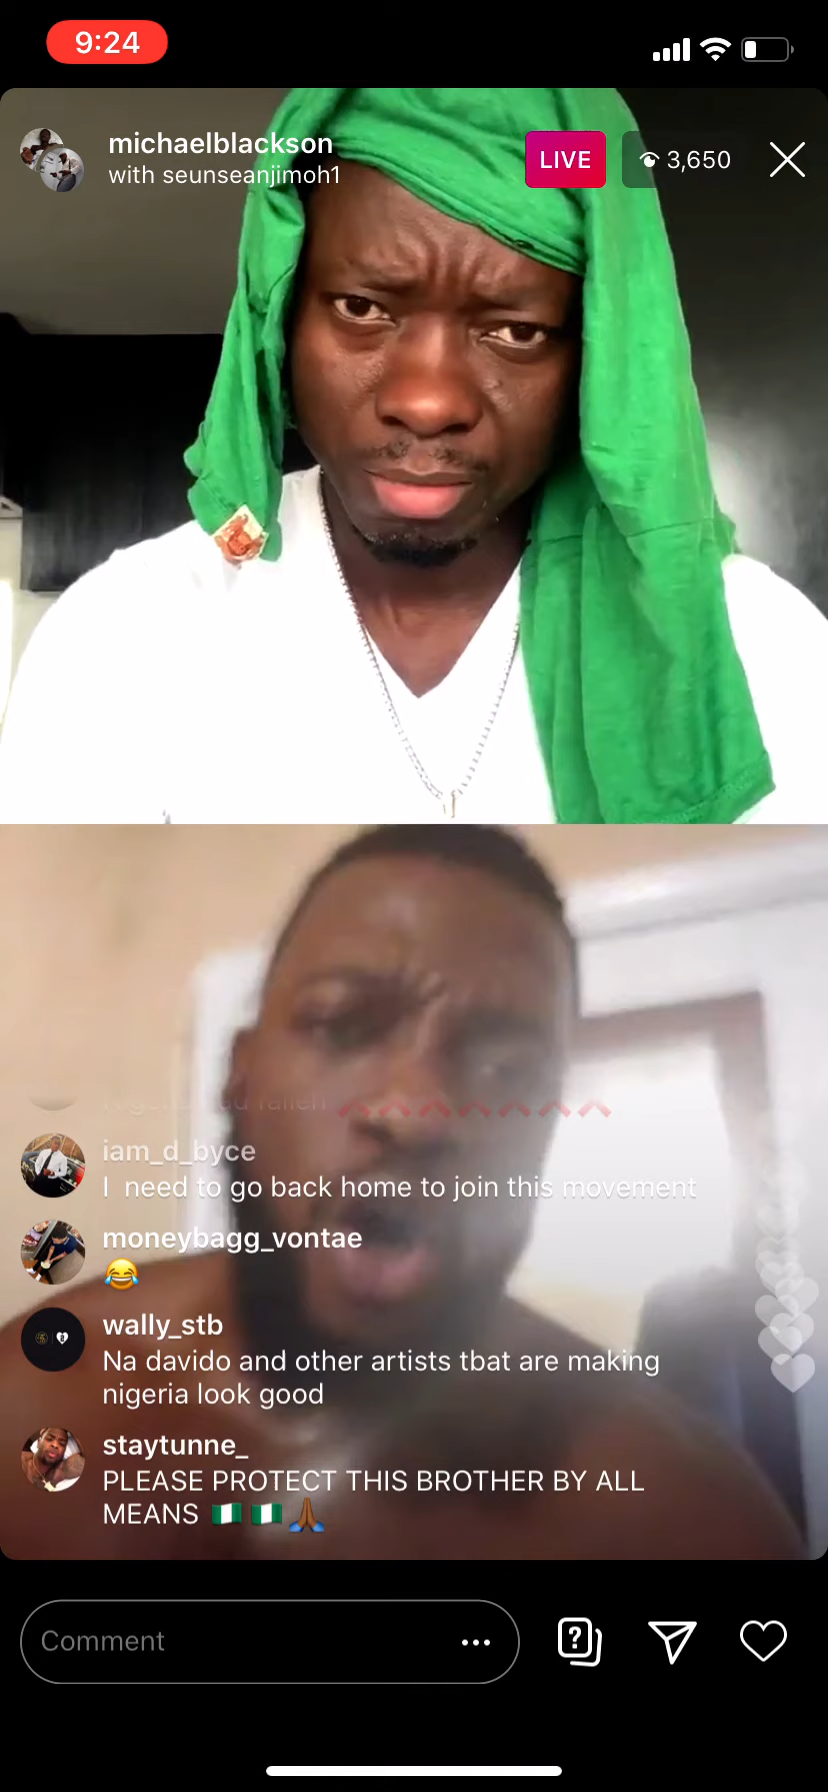 9:24
michaelblackson
with seunseanjimoh1
LIVE
3,650
fallen
iam_d_byce
I need to go back home to join this movement
moneybagg_vontae
😂
wally_stb
Na davido and other artists tbat are making
nigeria look good
staytunne_
PLEASE PROTECT THIS BROTHER BY ALL
MEANS 🇳🇬 🇳🇬 🙏🏾
Comment